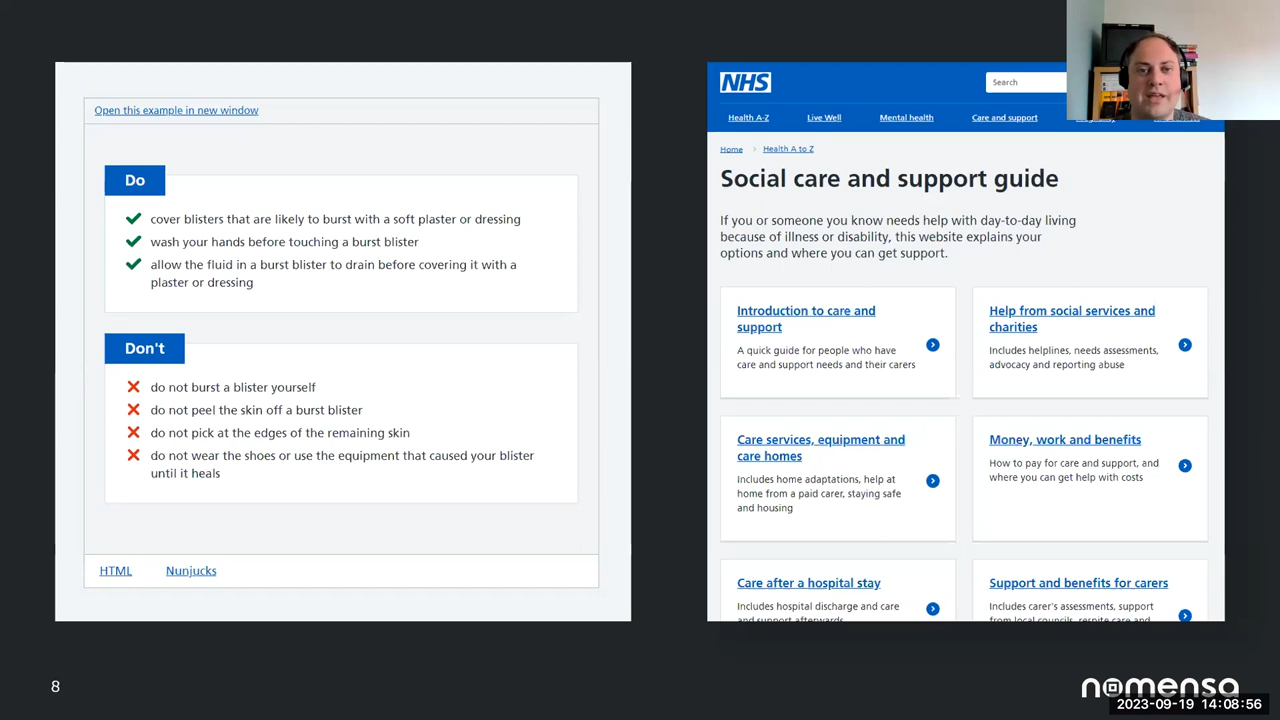 Open this example in new window
Do
cover blisters that are likely to burst with a soft plaster or dressing
wash your hands before touching a burst blister
allow the fluid in a burst blister to drain before covering it with a
plaster or dressing
Don't
do not burst a blister yourself
do not peel the skin off a burst blister
do not pick at the edges of the remaining skin
do not wear the shoes or use the equipment that caused your blister
until it heals
HTML Nunjucks
NHS
Search
Health A-Z Live Well Mental health Care and support
Home Health A to Z
Social care and support guide
If you or someone you know needs help with day-to-day living
because of illness or disability, this website explains your
options and where you can get support.
Introduction to care and
support
A quick guide for people who have
care and support needs and their carers
Help from social services and
charities
Includes helplines, needs assessments,
advocacy and reporting abuse
Care services, equipment and
care homes
Includes home adaptations, help at
home from a paid carer, staying safe
and housing
Money, work and benefits
How to pay for care and support, and
where you can get help with costs
Care after a hospital stay
Includes hospital discharge and care
and support afterwards
Support and benefits for carers
Includes carer's assessments, support
from local councils, respite care and
8
nomensa
2023-09-19 14:08:56